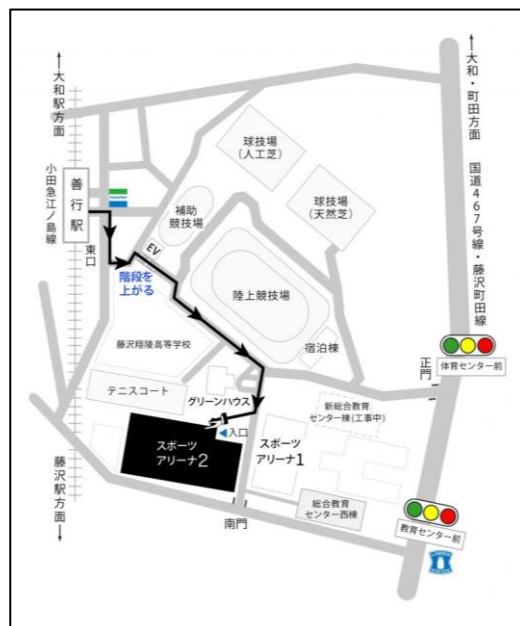 ←大和駅方面
小田急江ノ島線
善行駅
東口
藤沢駅方面→
←大和・町田方面
国道467号線・藤沢町田線
球技場
(人工芝)
球技場
(天然芝)
補助
競技場
EV
階段を
上がる
陸上競技場
宿泊棟
藤沢翔陵高等学校
テニスコート
グリーンハウス
◀入口
スポーツ
アリーナ2
スポーツ
アリーナ1
新総合教育
センター棟(工事中)
正門
体育センター前
総合教育
センター西棟
南門
教育センター前